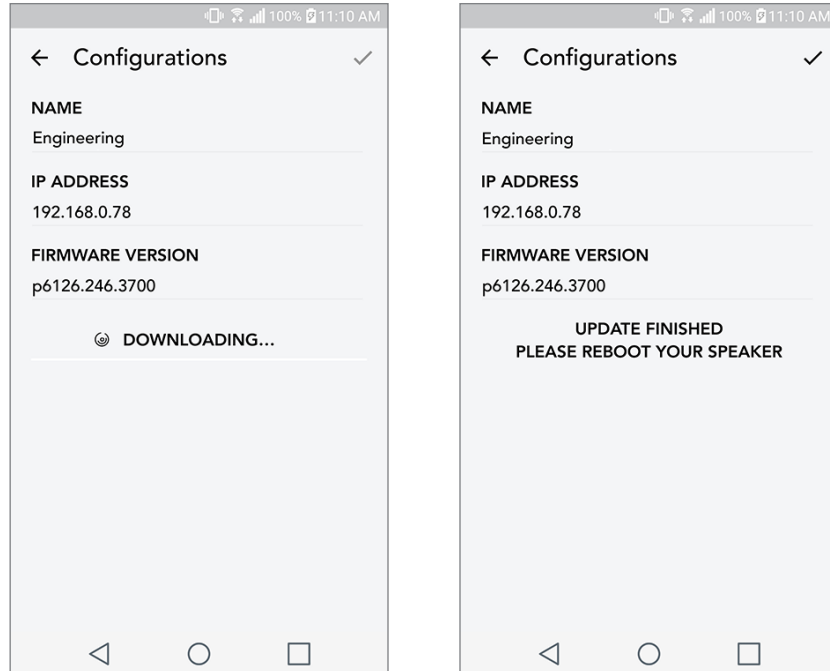 100% 11:10 AM
Configurations
NAME
Engineering
IP ADDRESS
192.168.0.78
FIRMWARE VERSION
p6126.246.3700
DOWNLOADING...
100% 11:10 AM
Configurations
NAME
Engineering
IP ADDRESS
192.168.0.78
FIRMWARE VERSION
p6126.246.3700
UPDATE FINISHED
PLEASE REBOOT YOUR SPEAKER